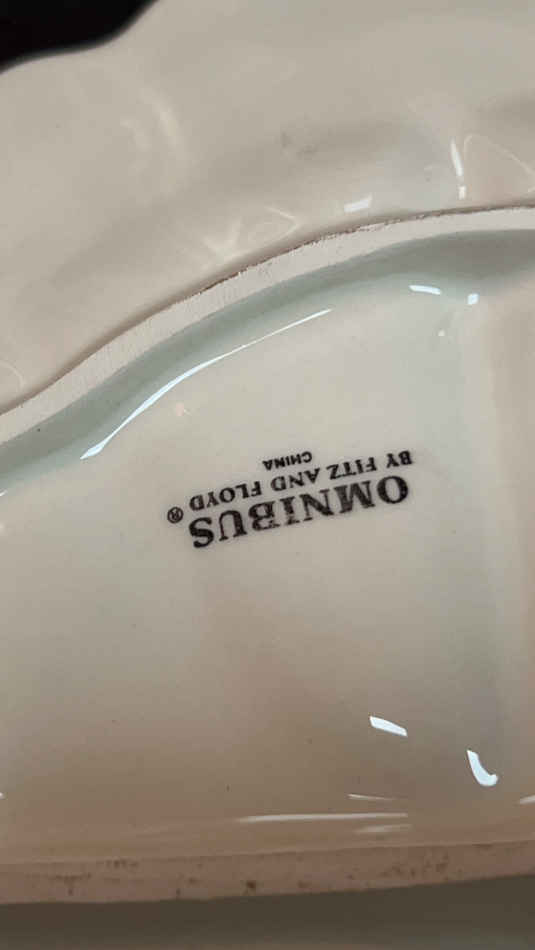 OMNIBUS
BY FITZ AND FLOYD ®
CHINA